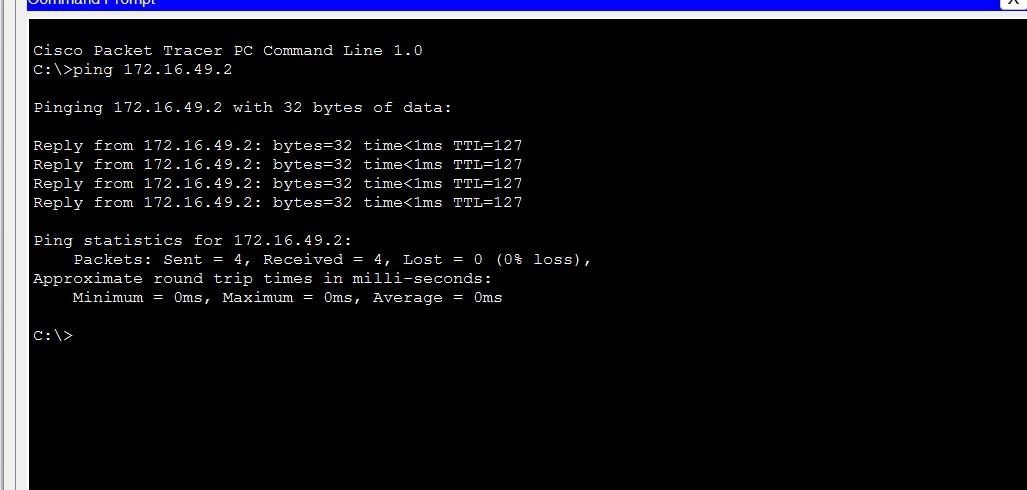 Command Prompt
X
Cisco Packet Tracer PC Command Line 1.0
C:\>ping 172.16.49.2
Pinging 172.16.49.2 with 32 bytes of data:
Reply from 172.16.49.2: bytes=32 time<1ms TTL=127
Reply from 172.16.49.2: bytes=32 time<1ms TTL=127
Reply from 172.16.49.2: bytes=32 time<1ms TTL=127
Reply from 172.16.49.2: bytes=32 time<1ms TTL=127
Ping statistics for 172.16.49.2:
Packets: Sent = 4, Received = 4, Lost = 0 (0% loss),
Approximate round trip times in milli-seconds:
Minimum = 0ms, Maximum = 0ms, Average = 0ms
C:\>